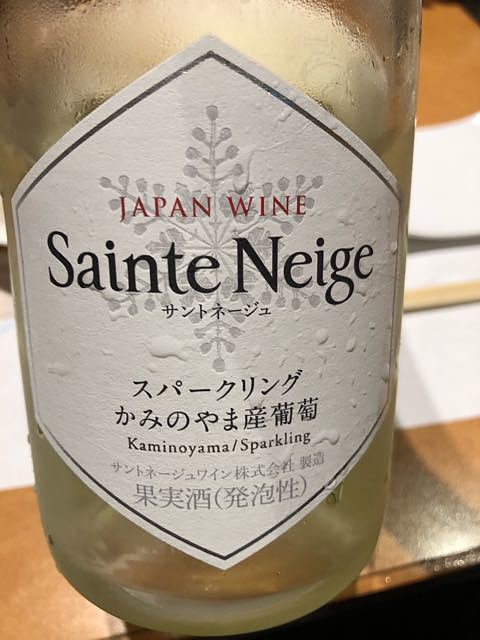 JAPAN WINE
Sainte Neige
サントネージュ
スパークリング
かみのやま産葡萄
Kaminoyama/Sparkling
サントネージュワイン株式会社 製造
果実酒(発泡性)